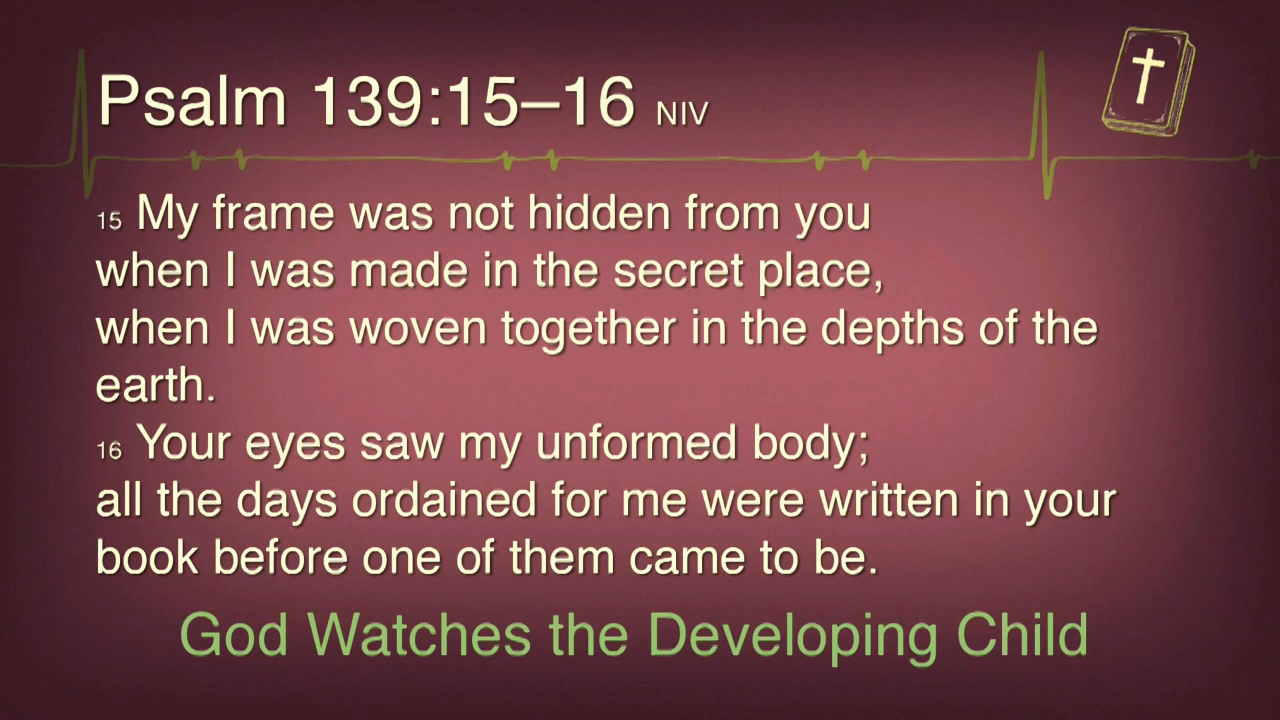 Psalm 139:15–16 NIV
15 My frame was not hidden from you
when I was made in the secret place,
when I was woven together in the depths of the
earth.
16 Your eyes saw my unformed body;
all the days ordained for me were written in your
book before one of them came to be.
God Watches the Developing Child